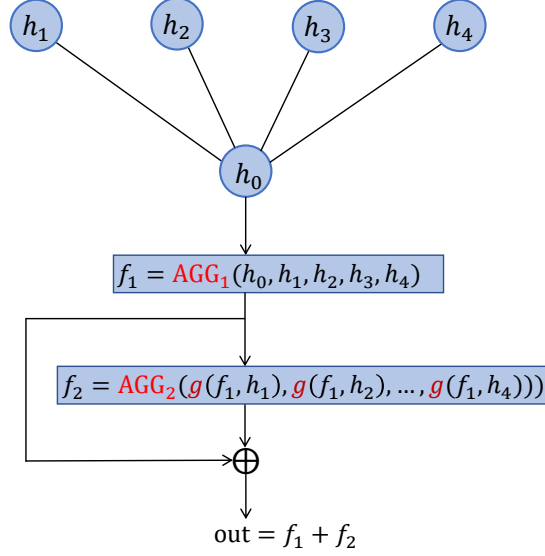 h₁ h₂ h₃ h₄
h₀
f₁ = AGG₁(h₀, h₁, h₂, h₃, h₄)
f₂ = AGG₂(g(f₁, h₁), g(f₁, h₂), ..., g(f₁, h₄)))
⊕
out = f₁ + f₂